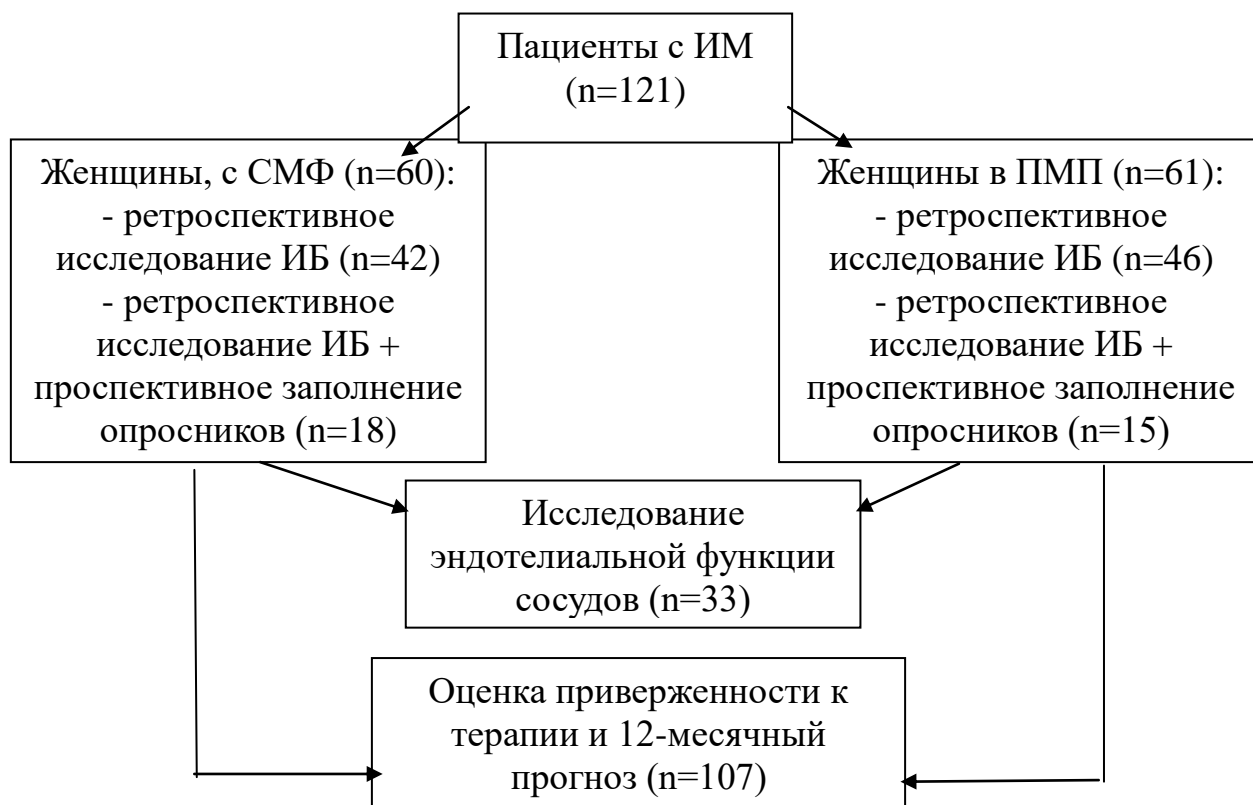 Пациенты с ИМ
(n=121)
Женщины, с СМФ (n=60):
- ретроспективное
исследование ИБ (n=42)
- ретроспективное
исследование ИБ +
проспективное заполнение
опросников (n=18)
Женщины в ПМП (n=61):
- ретроспективное
исследование ИБ (n=46)
- ретроспективное
исследование ИБ +
проспективное заполнение
опросников (n=15)
Исследование
эндотелиальной функции
сосудов (n=33)
Оценка приверженности к
терапии и 12-месячный
прогноз (n=107)